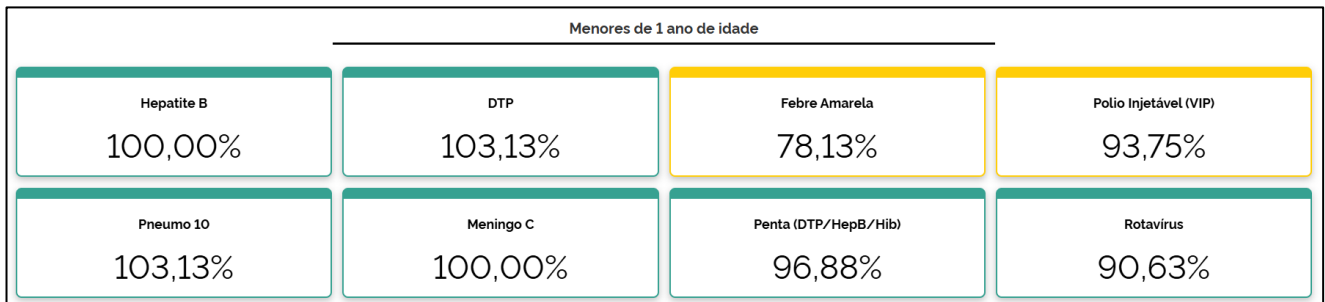 Menores de 1 ano de idade
Hepatite B
100,00%
DTP
103,13%
Febre Amarela
78,13%
Polio Injetável (VIP)
93,75%
Pneumo 10
103,13%
Meningo C
100,00%
Penta (DTP/HepB/Hib)
96,88%
Rotavírus
90,63%